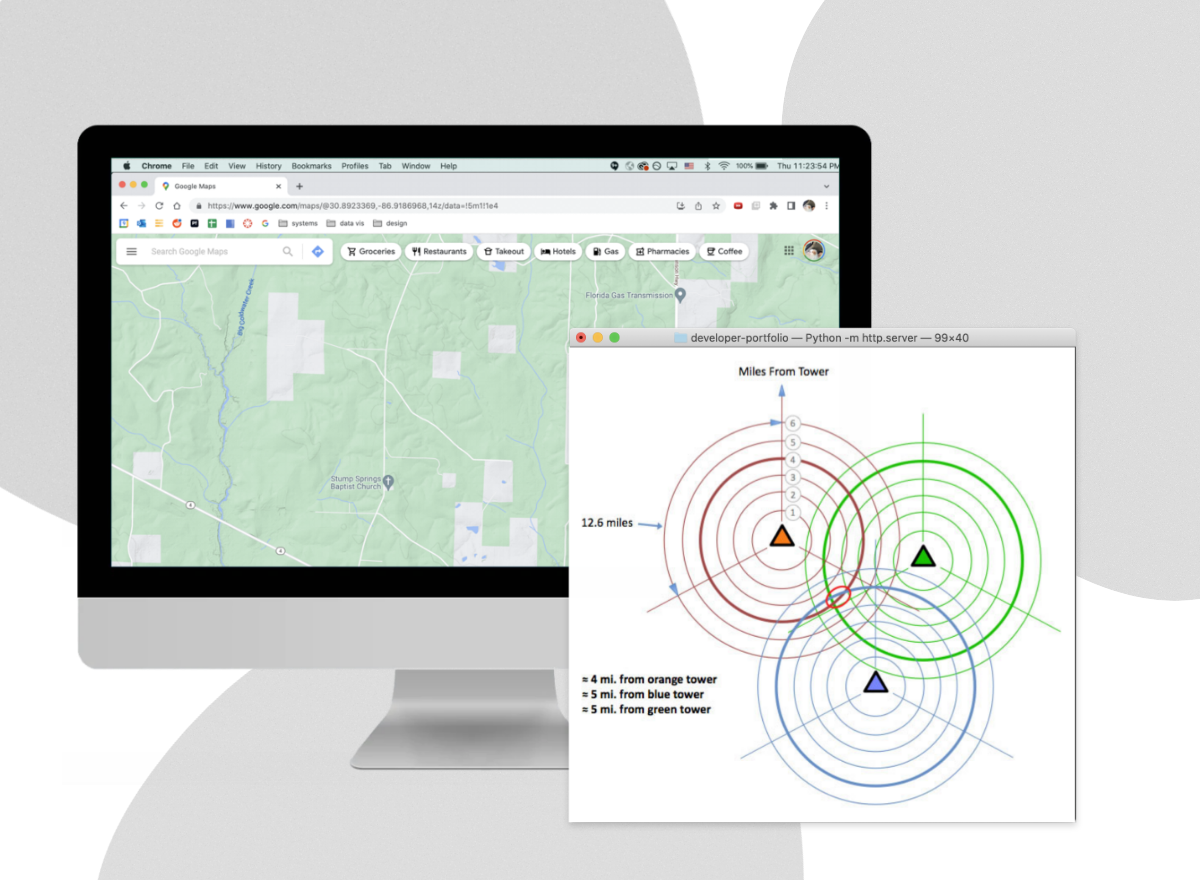 Chrome File Edit View History Bookmarks Profiles Tab Window Help 100% Thu 11:23:54 PM
Google Maps
https://www.google.com/maps/@30.8923369,-86.9186968,14z/data=!5m1!1e4
systems data vis design
Search Google Maps Groceries Restaurants Takeout Hotels Gas Pharmacies Coffee
Big Coldwater Creek
Florida Gas Transmission
Stump Springs
Baptist Church
4
4
developer-portfolio — Python -m http.server — 99×40
Miles From Tower
6
5
4
3
2
1
12.6 miles
≈ 4 mi. from orange tower
≈ 5 mi. from blue tower
≈ 5 mi. from green tower